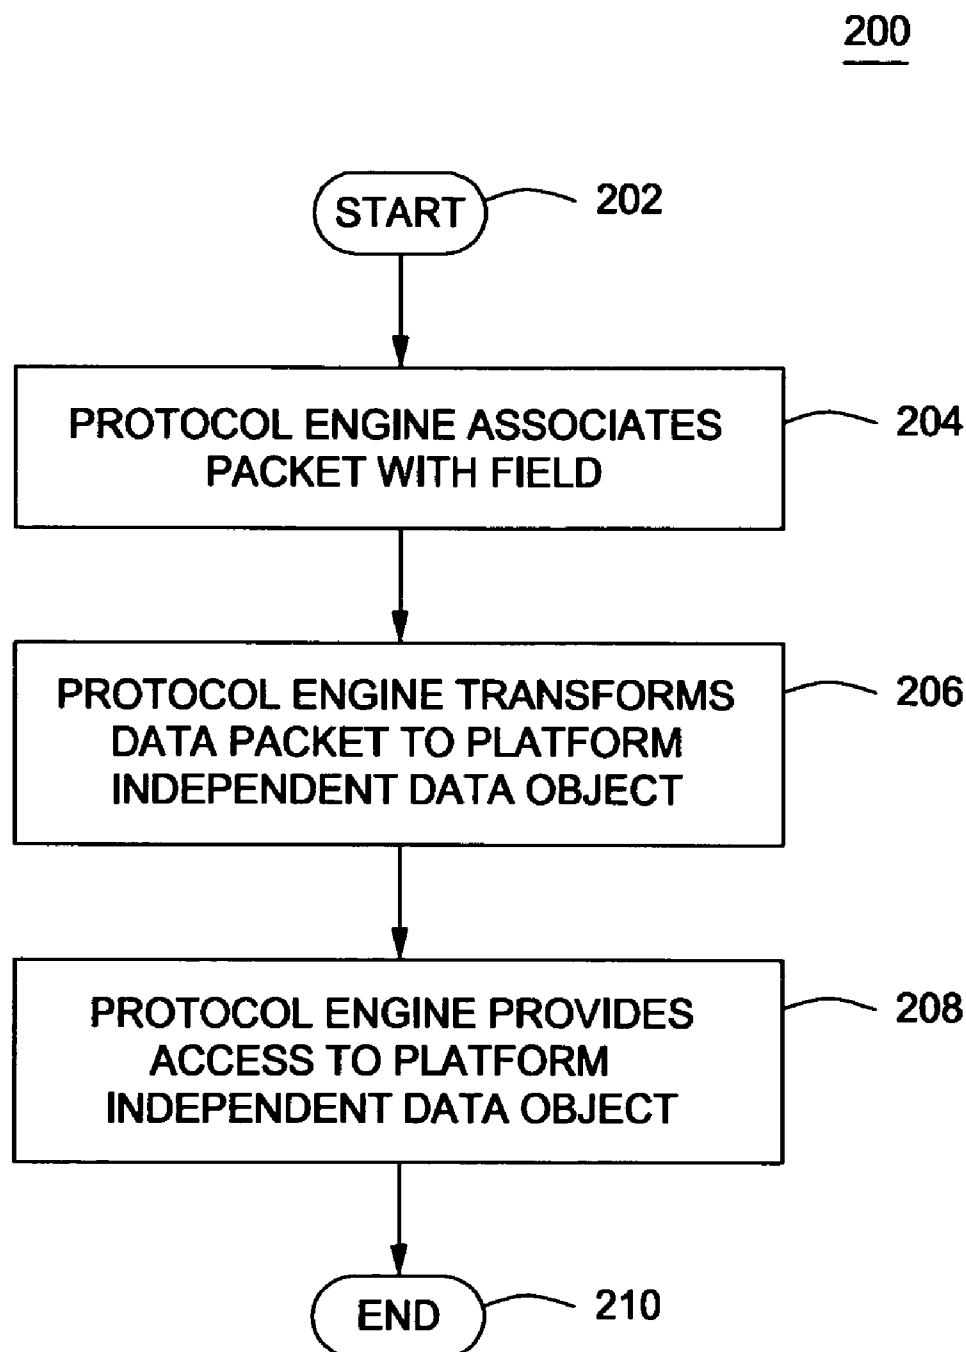 200
START
202
PROTOCOL ENGINE ASSOCIATES
PACKET WITH FIELD
204
PROTOCOL ENGINE TRANSFORMS
DATA PACKET TO PLATFORM
INDEPENDENT DATA OBJECT
206
PROTOCOL ENGINE PROVIDES
ACCESS TO PLATFORM
INDEPENDENT DATA OBJECT
208
END
210